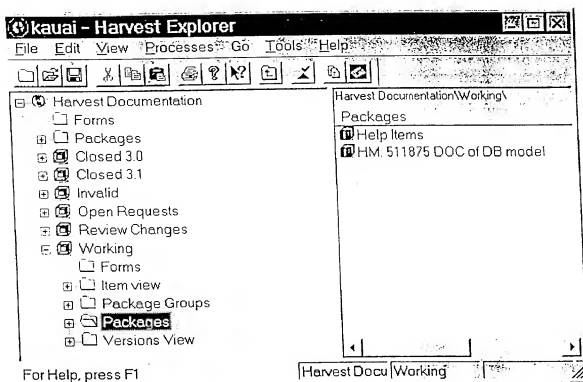 kauai - Harvest Explorer
File Edit View Processes Go Tools Help
Harvest Documentation
Forms
Packages
Closed 3.0
Closed 3.1
Invalid
Open Requests
Review Changes
Working
Forms
Item view
Package Groups
Packages
Versions View
Harvest Documentation\Working\
Packages
Help Items
HM. 511875 DOC of DB model
For Help, press F1
Harvest Docu Working